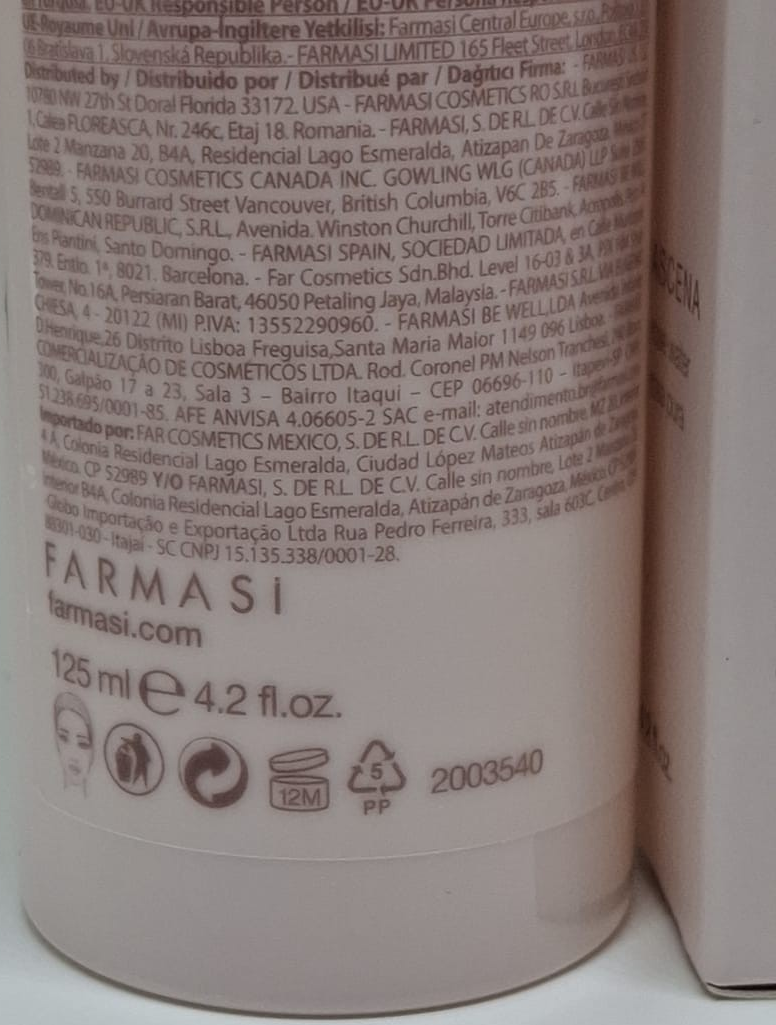 EU-UK Responsible Person / EU-UK
UE-Royaume Uni / Avrupa-İngiltere Yetkilisi: Farmasi Central Europe, s.r.o,
Bratislava 1, Slovenská Republika.- FARMASI LIMITED 165 Fleet Street, London,
Distributed by / Distribuido por / Distribué par / Dağıtıcı Firma: - FARMASI
10780 NW 27th St Doral Florida 33172. USA - FARMASI COSMETICS RO S.R.L Bucuresti
1, Calea FLOREASCA, Nr. 246c, Etaj 18. Romania. - FARMASI, S. DE R.L. DE C.V. Calle Sin
Lote 2 Manzana 20, B4A, Residencial Lago Esmeralda, Atizapan De Zaragoza,
52989. - FARMASI COSMETICS CANADA INC. GOWLING WLG (CANADA) LLP
Bentall 5, 550 Burrard Street Vancouver, British Columbia, V6C 2B5. - FARMASI
DOMINICAN REPUBLIC, S.R.L, Avenida. Winston Churchill, Torre Citibank, Acropolis,
Ens Piantini, Santo Domingo. - FARMASI SPAIN, SOCIEDAD LIMITADA, en Calle
379. Entlo. 1ª, 8021. Barcelona. - Far Cosmetics Sdn.Bhd. Level 16-03 & 3A,
Tower, No.16A, Persiaran Barat, 46050 Petaling Jaya, Malaysia. - FARMASI S.R.L VIA
CHIESA, 4 - 20122 (MI) P.IVA: 13552290960. - FARMASİ BE WELL,LDA Avenida
D.Henrique,26 Distrito Lisboa Freguisa,Santa Maria Maior 1149 096 Lisboa.
COMERCIALIZAÇÃO DE COSMÉTICOS LTDA. Rod. Coronel PM Nelson Tranchesi,
300, Galpão 17 a 23, Sala 3 – Bairro Itaqui – CEP 06696-110 – Itapevi-SP
51.238.695/0001-85. AFE ANVISA 4.06605-2 SAC e-mail:
Importado por: FAR COSMETICS MEXICO, S. DE R.L. DE C.V. Calle sin nombre, MZ
4 A, Colonia Residencial Lago Esmeralda, Ciudad López Mateos Atizapán de
México, CP 52989 Y/O FARMASI, S. DE R.L. DE C.V. Calle sin nombre, Lote 2
Interior B4A, Colonia Residencial Lago Esmeralda, Atizapán de Zaragoza, México,
Globo Importação e Exportação Ltda Rua Pedro Ferreira, 333, sala 603C,
88301-030 - Itajai - SC CNPJ 15.135.338/0001-28.
FARMASİ
farmasi.com
125 ml e 4.2 fl.oz.
12M
5
PP
2003540